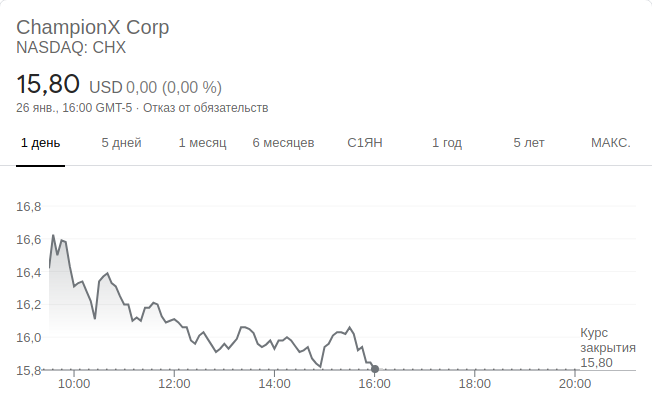 ChampionX Corp
NASDAQ: CHX
15,80 USD 0,00 (0,00 %)
26 янв., 16:00 GMT-5 · Отказ от обязательств
1 день 5 дней 1 месяц 6 месяцев С1ЯН 1 год 5 лет МАКС.
16,8
16,6
16,4
16,2
16,0
15,8
Курс
закрытия
15,80
10:00 12:00 14:00 16:00 18:00 20:00